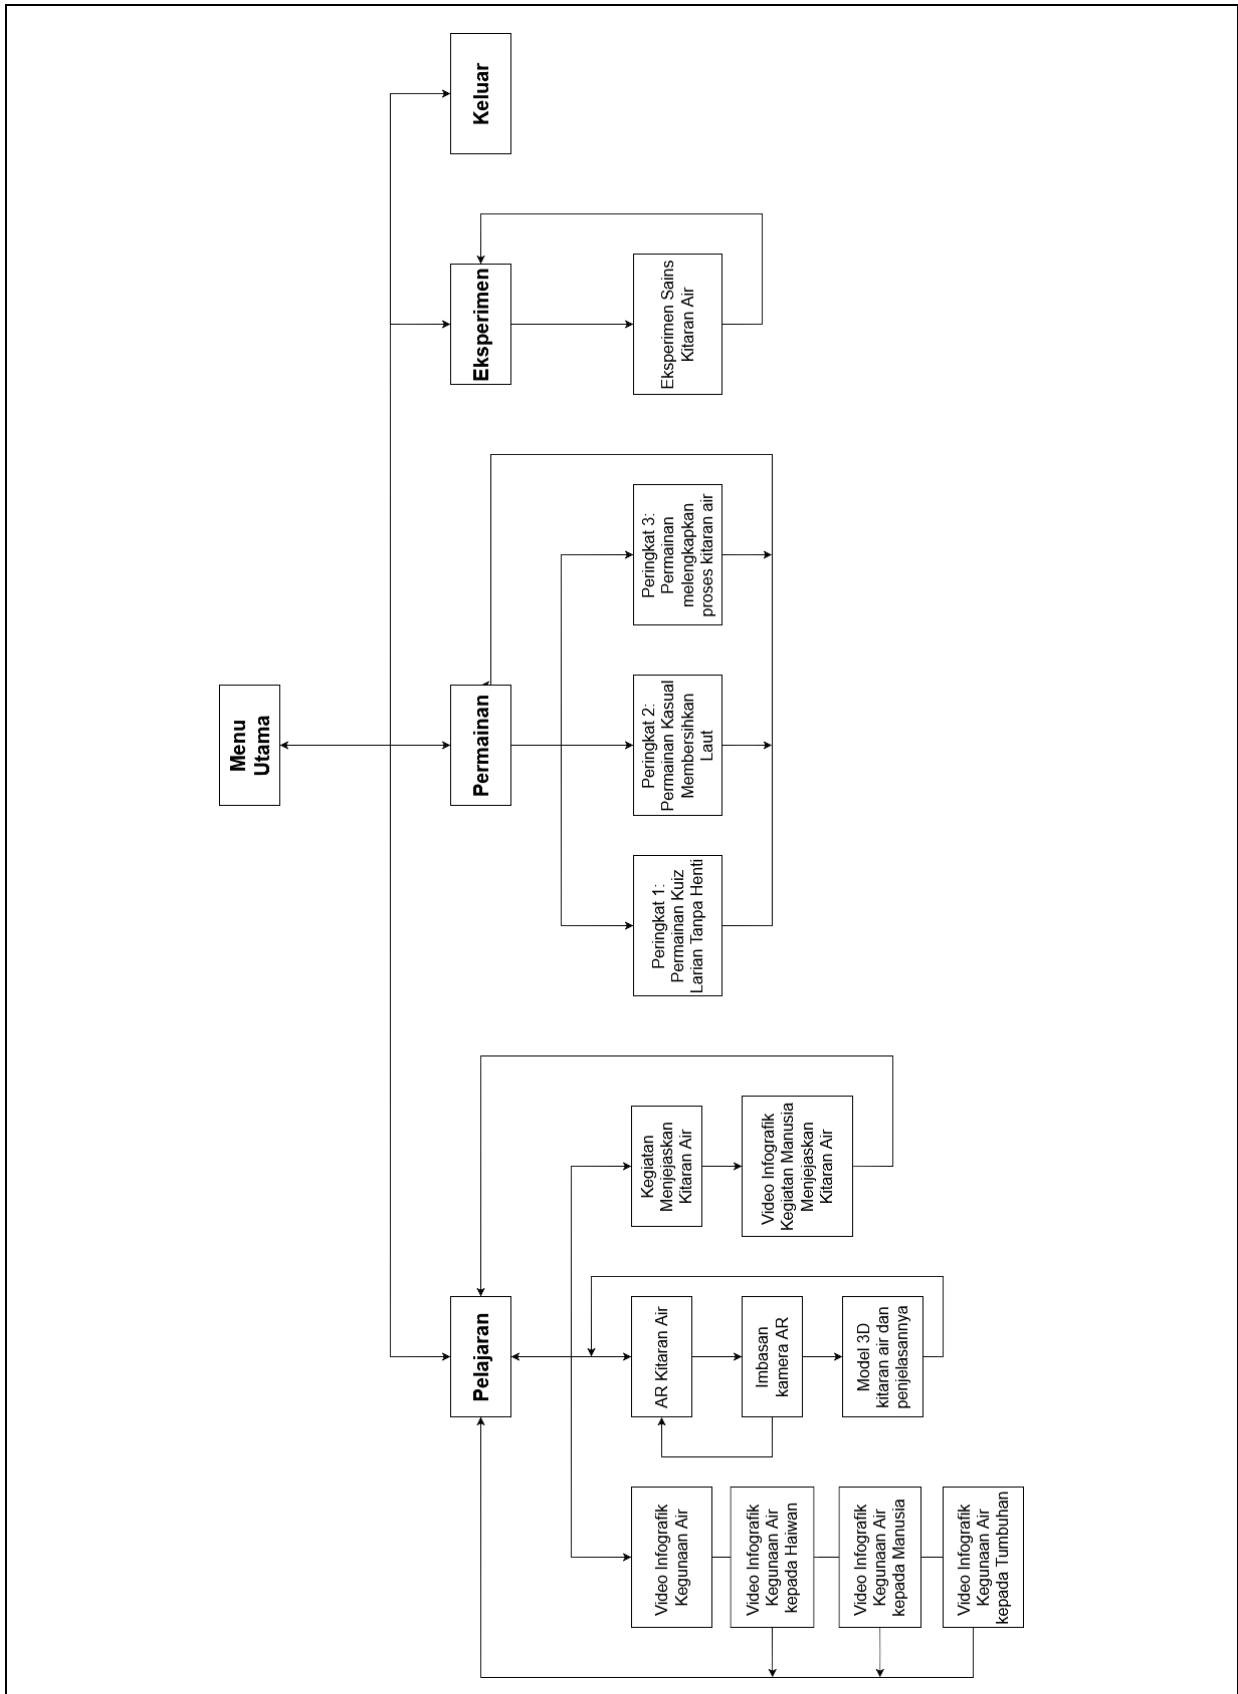 Menu
Utama
Pelajaran
Permainan
Eksperimen
Keluar
Video Infografik
Kegunaan Air
Video Infografik
Kegunaan Air
kepada Haiwan
Video Infografik
Kegunaan Air
kepada Manusia
Video Infografik
Kegunaan Air
kepada Tumbuhan
AR Kitaran Air
Imbasan
kamera AR
Model 3D
kitaran air dan
penjelasannya
Kegiatan
Menjejaskan
Kitaran Air
Video Infografik
Kegiatan Manusia
Menjejaskan
Kitaran Air
Peringkat 1:
Permainan Kuiz
Larian Tanpa Henti
Peringkat 2:
Permainan Kasual
Membersihkan
Laut
Peringkat 3:
Permainan
melengkapkan
proses kitaran air
Eksperimen Sains
Kitaran Air